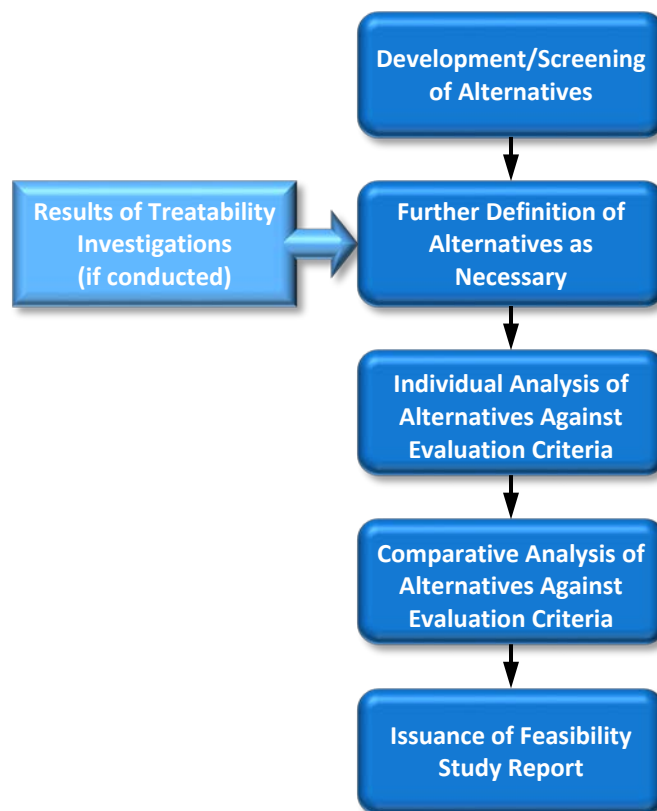 Development/Screening
of Alternatives
Results of Treatability
Investigations
(if conducted)
Further Definition of
Alternatives as
Necessary
Individual Analysis of
Alternatives Against
Evaluation Criteria
Comparative Analysis of
Alternatives Against
Evaluation Criteria
Issuance of Feasibility
Study Report